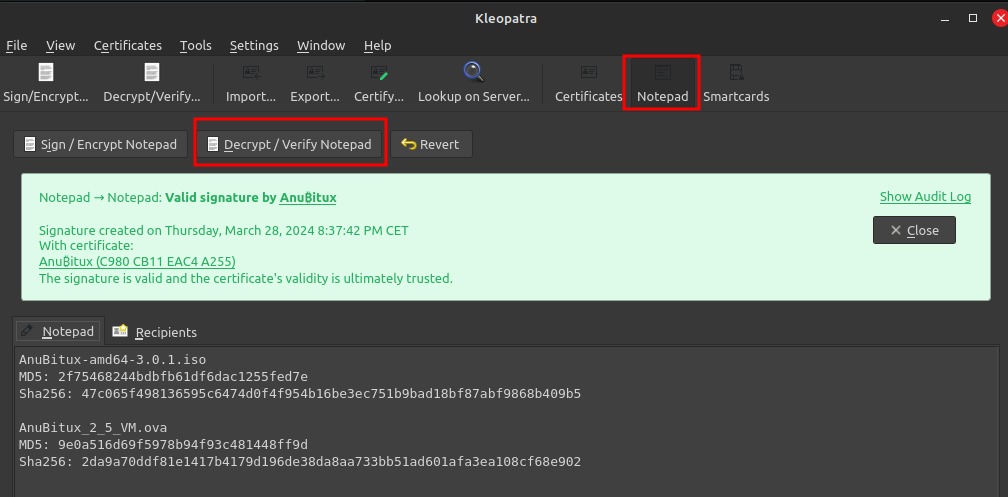 Kleopatra
File View Certificates Tools Settings Window Help
Sign/Encrypt... Decrypt/Verify... Import... Export... Certify... Lookup on Server... Certificates Notepad Smartcards
Sign / Encrypt Notepad Decrypt / Verify Notepad Revert
Notepad → Notepad: Valid signature by Anu₿itux Show Audit Log
Signature created on Thursday, March 28, 2024 8:37:42 PM CET Close
With certificate:
Anu₿itux (C980 CB11 EAC4 A255)
The signature is valid and the certificate's validity is ultimately trusted.
Notepad Recipients
AnuBitux-amd64-3.0.1.iso
MD5: 2f75468244bdbfb61df6dac1255fed7e
Sha256: 47c065f498136595c6474d0f4f954b16be3ec751b9bad18bf87abf9868b409b5
AnuBitux_2_5_VM.ova
MD5: 9e0a516d69f5978b94f93c481448ff9d
Sha256: 2da9a70ddf81e1417b4179d196de38da8aa733bb51ad601afa3ea108cf68e902